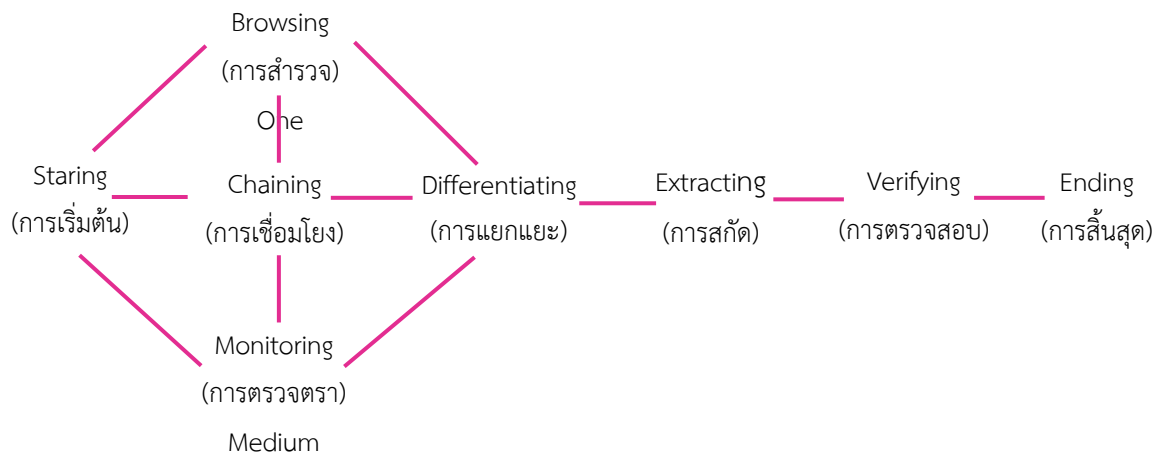 Browsing
(การสำรวจ)
One
Staring
(การเริ่มต้น)
Chaining
(การเชื่อมโยง)
Differentiating
(การแยกแยะ)
Extracting
(การสกัด)
Verifying
(การตรวจสอบ)
Ending
(การสิ้นสุด)
Monitoring
(การตรวจตรา)
Medium